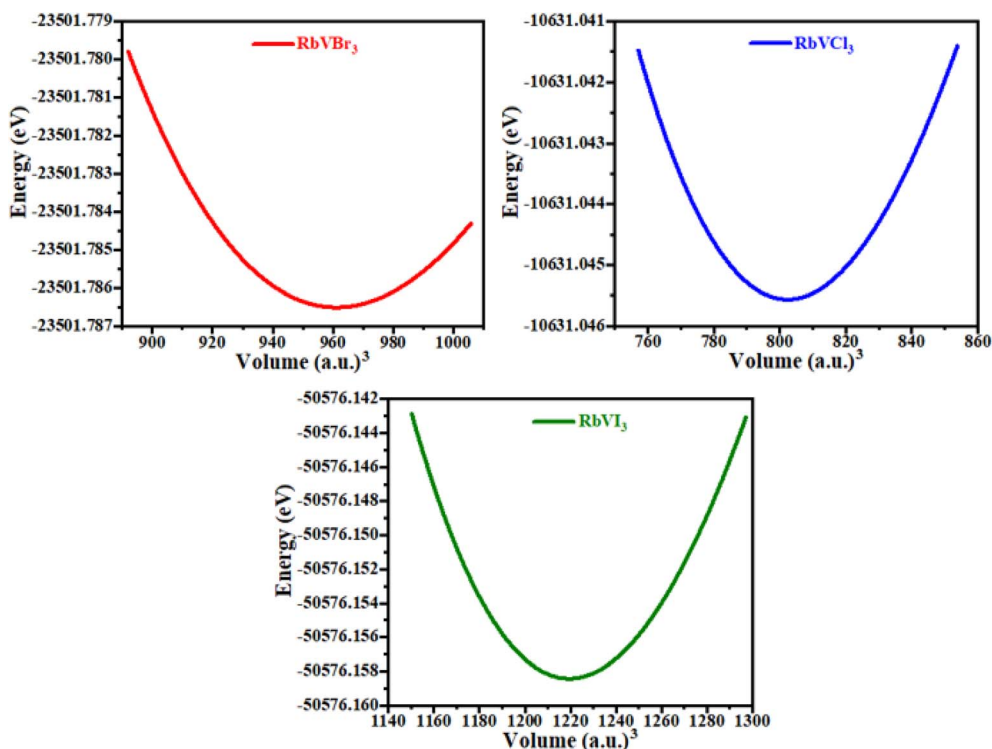 RbVBr₃
Energy (eV)
-23501.779
-23501.780
-23501.781
-23501.782
-23501.783
-23501.784
-23501.785
-23501.786
-23501.787
900 920 940 960 980 1000
Volume (a.u.)³
RbVCl₃
Energy (eV)
-10631.041
-10631.042
-10631.043
-10631.044
-10631.045
-10631.046
760 780 800 820 840 860
Volume (a.u.)³
RbVI₃
Energy (eV)
-50576.142
-50576.144
-50576.146
-50576.148
-50576.150
-50576.152
-50576.154
-50576.156
-50576.158
-50576.160
1140 1160 1180 1200 1220 1240 1260 1280 1300
Volume (a.u.)³